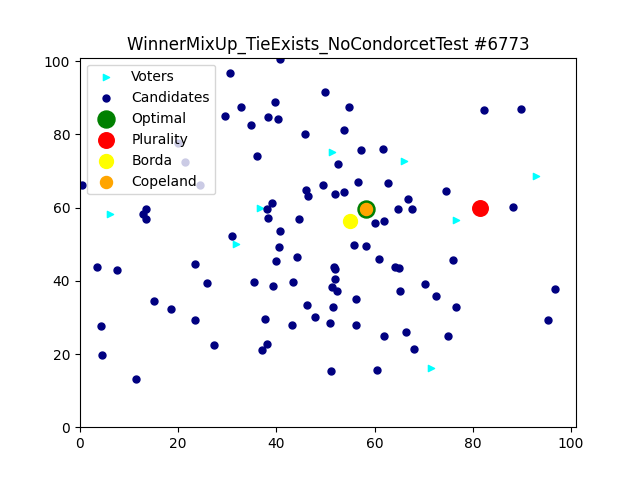 WinnerMixUp_TieExists_NoCondorcetTest #6773
100
80
60
40
20
0
0
20
40
60
80
100
Voters
Candidates
Optimal
Plurality
Borda
Copeland